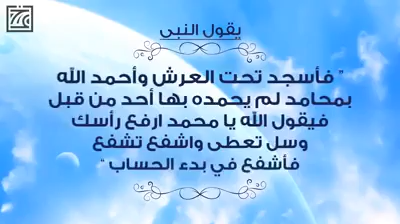 يقول النبى
" فأسجد تحت العرش وأحمد الله
بمحامد لم يحمده بها أحد من قبل
فيقول الله يا محمد ارفع رأسك
وسل تعطى واشفع تشفع
فأشفع في بدء الحساب "